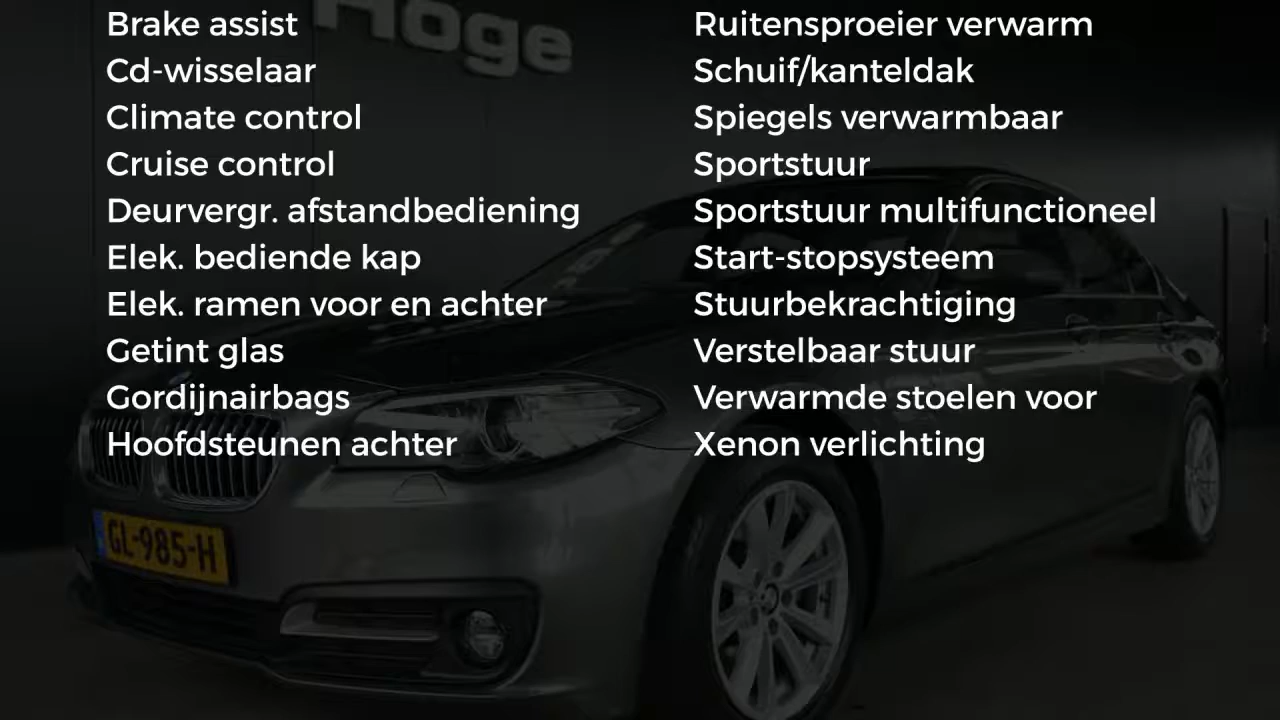 Hoge
Brake assist
Cd-wisselaar
Climate control
Cruise control
Deurvergr. afstandbediening
Elek. bediende kap
Elek. ramen voor en achter
Getint glas
Gordijnairbags
Hoofdsteunen achter
Ruitensproeier verwarm
Schuif/kanteldak
Spiegels verwarmbaar
Sportstuur
Sportstuur multifunctioneel
Start-stopsysteem
Stuurbekrachtiging
Verstelbaar stuur
Verwarmde stoelen voor
Xenon verlichting
GL-985-H